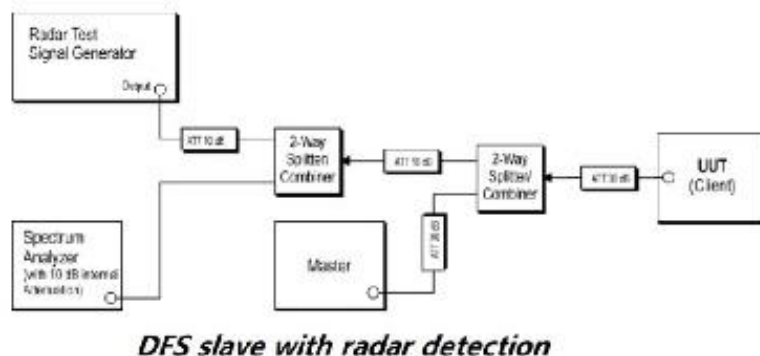 Radar Test
Signal Generator
Output
ATT 10 dB
2-Way
Splitter/
Combiner
ATT 10 dB
2-Way
Splitter/
Combiner
ATT dB
UUT
(Client)
Spectrum
Analyzer
(with 10 dB internal
Attenuation)
Master
ATT dB
DFS slave with radar detection